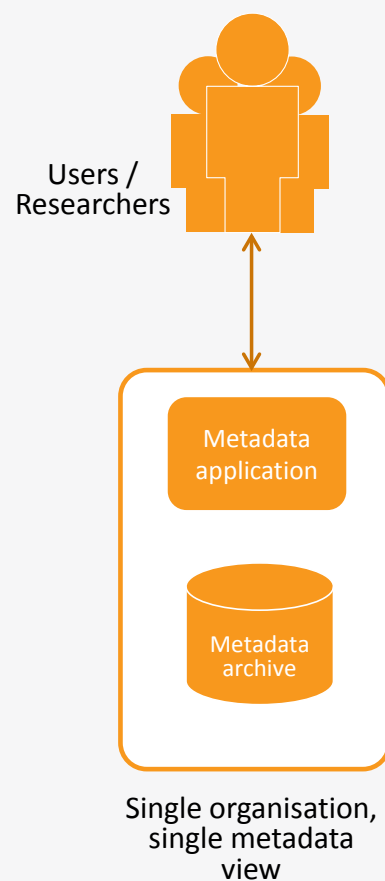 Users /
Researchers
Metadata
application
Metadata
archive
Single organisation,
single metadata
view